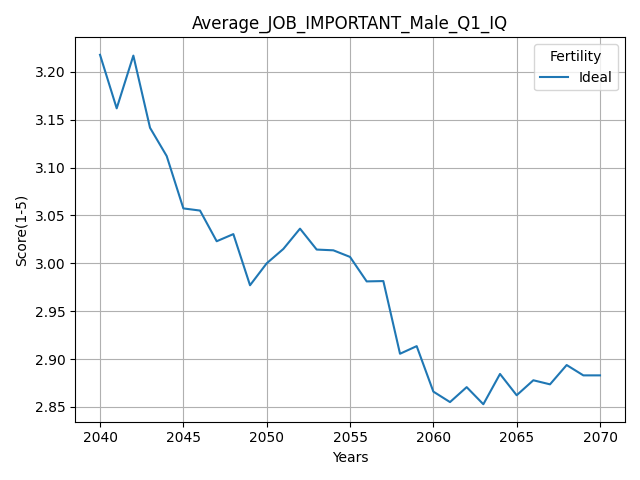 Average_JOB_IMPORTANT_Male_Q1_IQ
Fertility
Ideal
Score(1-5)
3.20
3.15
3.10
3.05
3.00
2.95
2.90
2.85
2040 2045 2050 2055 2060 2065 2070
Years